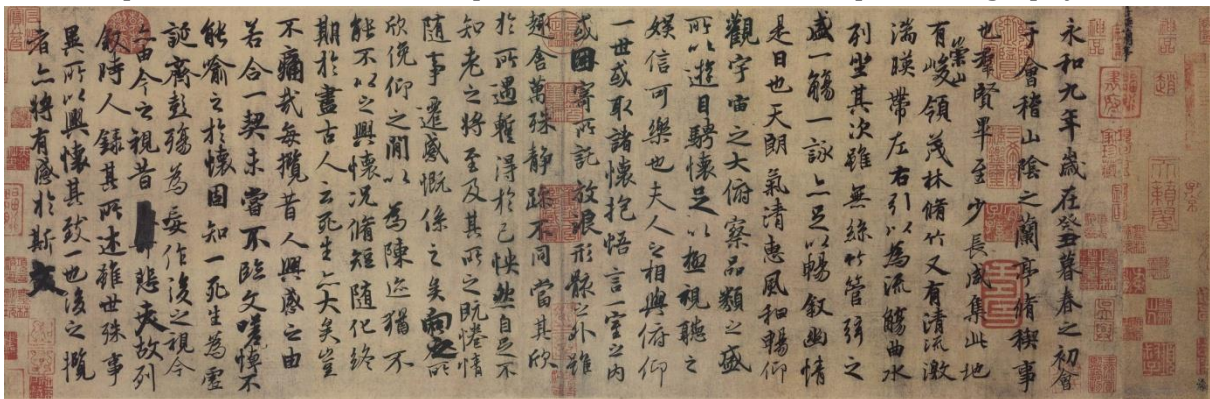 永和九年歲在癸丑暮春之初會
于會稽山陰之蘭亭脩稧事
也羣賢畢至少長咸集此地
有崇山峻領茂林脩竹又有清流激
湍暎帶左右引以為流觴曲水
列坐其次雖無絲竹管弦之
盛一觴一詠亦足以暢敘幽情
是日也天朗氣清惠風和暢仰
觀宇宙之大俯察品類之盛
所以遊目騁懷足以極視聽之
娛信可樂也夫人之相與俯仰
一世或取諸懷抱悟言一室之內
或因寄所託放浪形骸之外雖
趣舍萬殊靜躁不同當其欣
於所遇暫得於己怏然自足不
知老之將至及其所之既惓情
隨事遷感慨係之矣向之所
欣俛仰之閒以為陳迹猶不
能不以之興懷況脩短隨化終
期於盡古人云死生亦大矣豈
不痛哉每攬昔人興感之由
若合一契未嘗不臨文嗟悼不
能喻之於懷固知一死生為虛
誕齊彭殤為妄作後之視今
亦由今之視昔悲夫故列
敘時人錄其所述雖世殊事
異所以興懷其致一也後之攬
者亦將有感於斯文